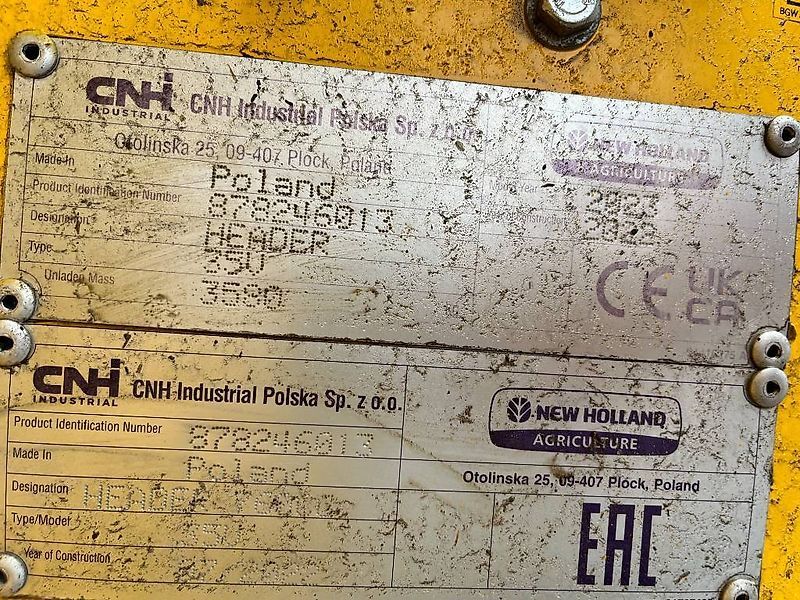 BGW
CNH
INDUSTRIAL
CNH Industrial Polska Sp. z o.o.
Otolinska 25, 09-407 Plock, Poland
NEW HOLLAND
AGRICULTURE
Made In Poland
Product Identification Number 878246013
Designation HEADER
Type
Unladen Mass 3580
CE UK
CA
CNH
INDUSTRIAL
CNH Industrial Polska Sp. z o.o.
NEW HOLLAND
AGRICULTURE
Otolinska 25, 09-407 Plock, Poland
Product Identification Number 878246013
Made In Poland
Designation HEADER
Type/Model
Year of Construction
EAC